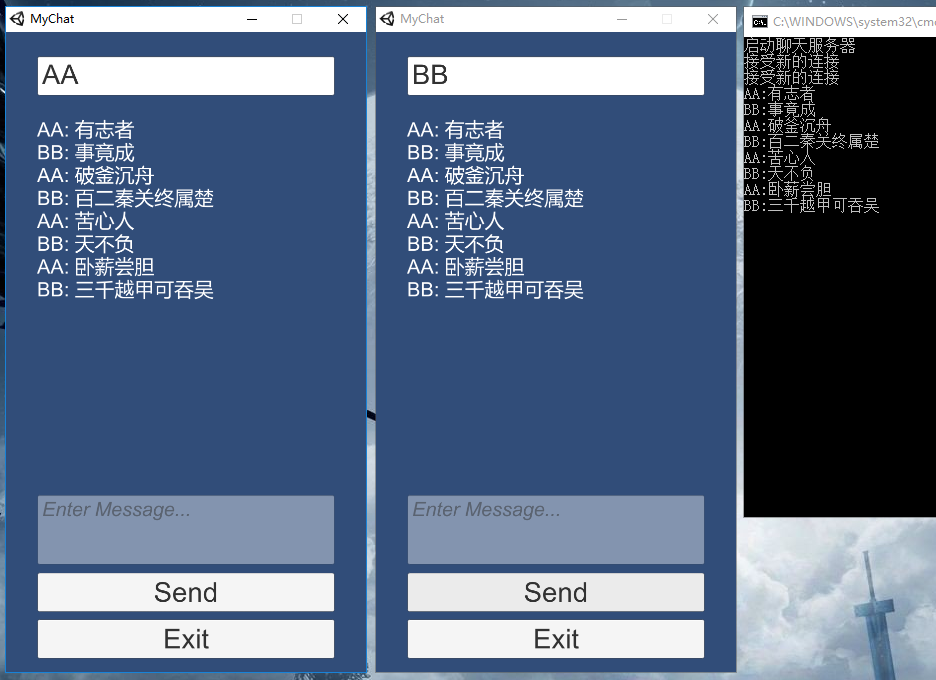 MyChat
AA
AA: 有志者
BB: 事竟成
AA: 破釜沉舟
BB: 百二秦关终属楚
AA: 苦心人
BB: 天不负
AA: 卧薪尝胆
BB: 三千越甲可吞吴
Enter Message...
Send
Exit
MyChat
BB
AA: 有志者
BB: 事竟成
AA: 破釜沉舟
BB: 百二秦关终属楚
AA: 苦心人
BB: 天不负
AA: 卧薪尝胆
BB: 三千越甲可吞吴
Enter Message...
Send
Exit
C:\WINDOWS\system32\cmd
启动聊天服务器
接受新的连接
接受新的连接
AA:有志者
BB:事竟成
AA:破釜沉舟
BB:百二秦关终属楚
AA:苦心人
BB:天不负
AA:卧薪尝胆
BB:三千越甲可吞吴